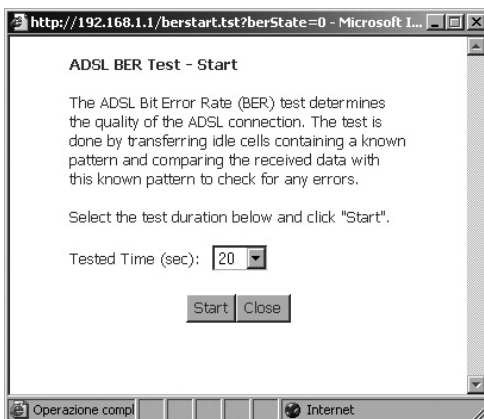 http://192.168.1.1/berstart.tst?berState=0 - Microsoft I...
ADSL BER Test - Start
The ADSL Bit Error Rate (BER) test determines
the quality of the ADSL connection. The test is
done by transferring idle cells containing a known
pattern and comparing the received data with
this known pattern to check for any errors.
Select the test duration below and click "Start".
Tested Time (sec): 20
Start Close
Operazione compl Internet